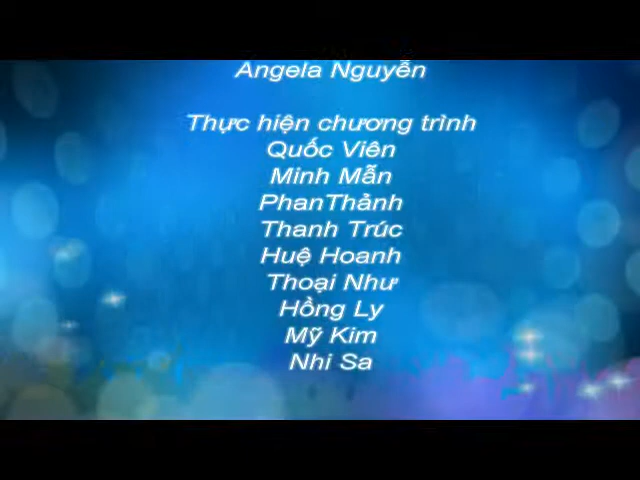 Angela Nguyễn
Thực hiện chương trình
Quốc Viên
Minh Mẫn
PhanThảnh
Thanh Trúc
Huệ Hoanh
Thoại Như
Hồng Ly
Mỹ Kim
Nhi Sa